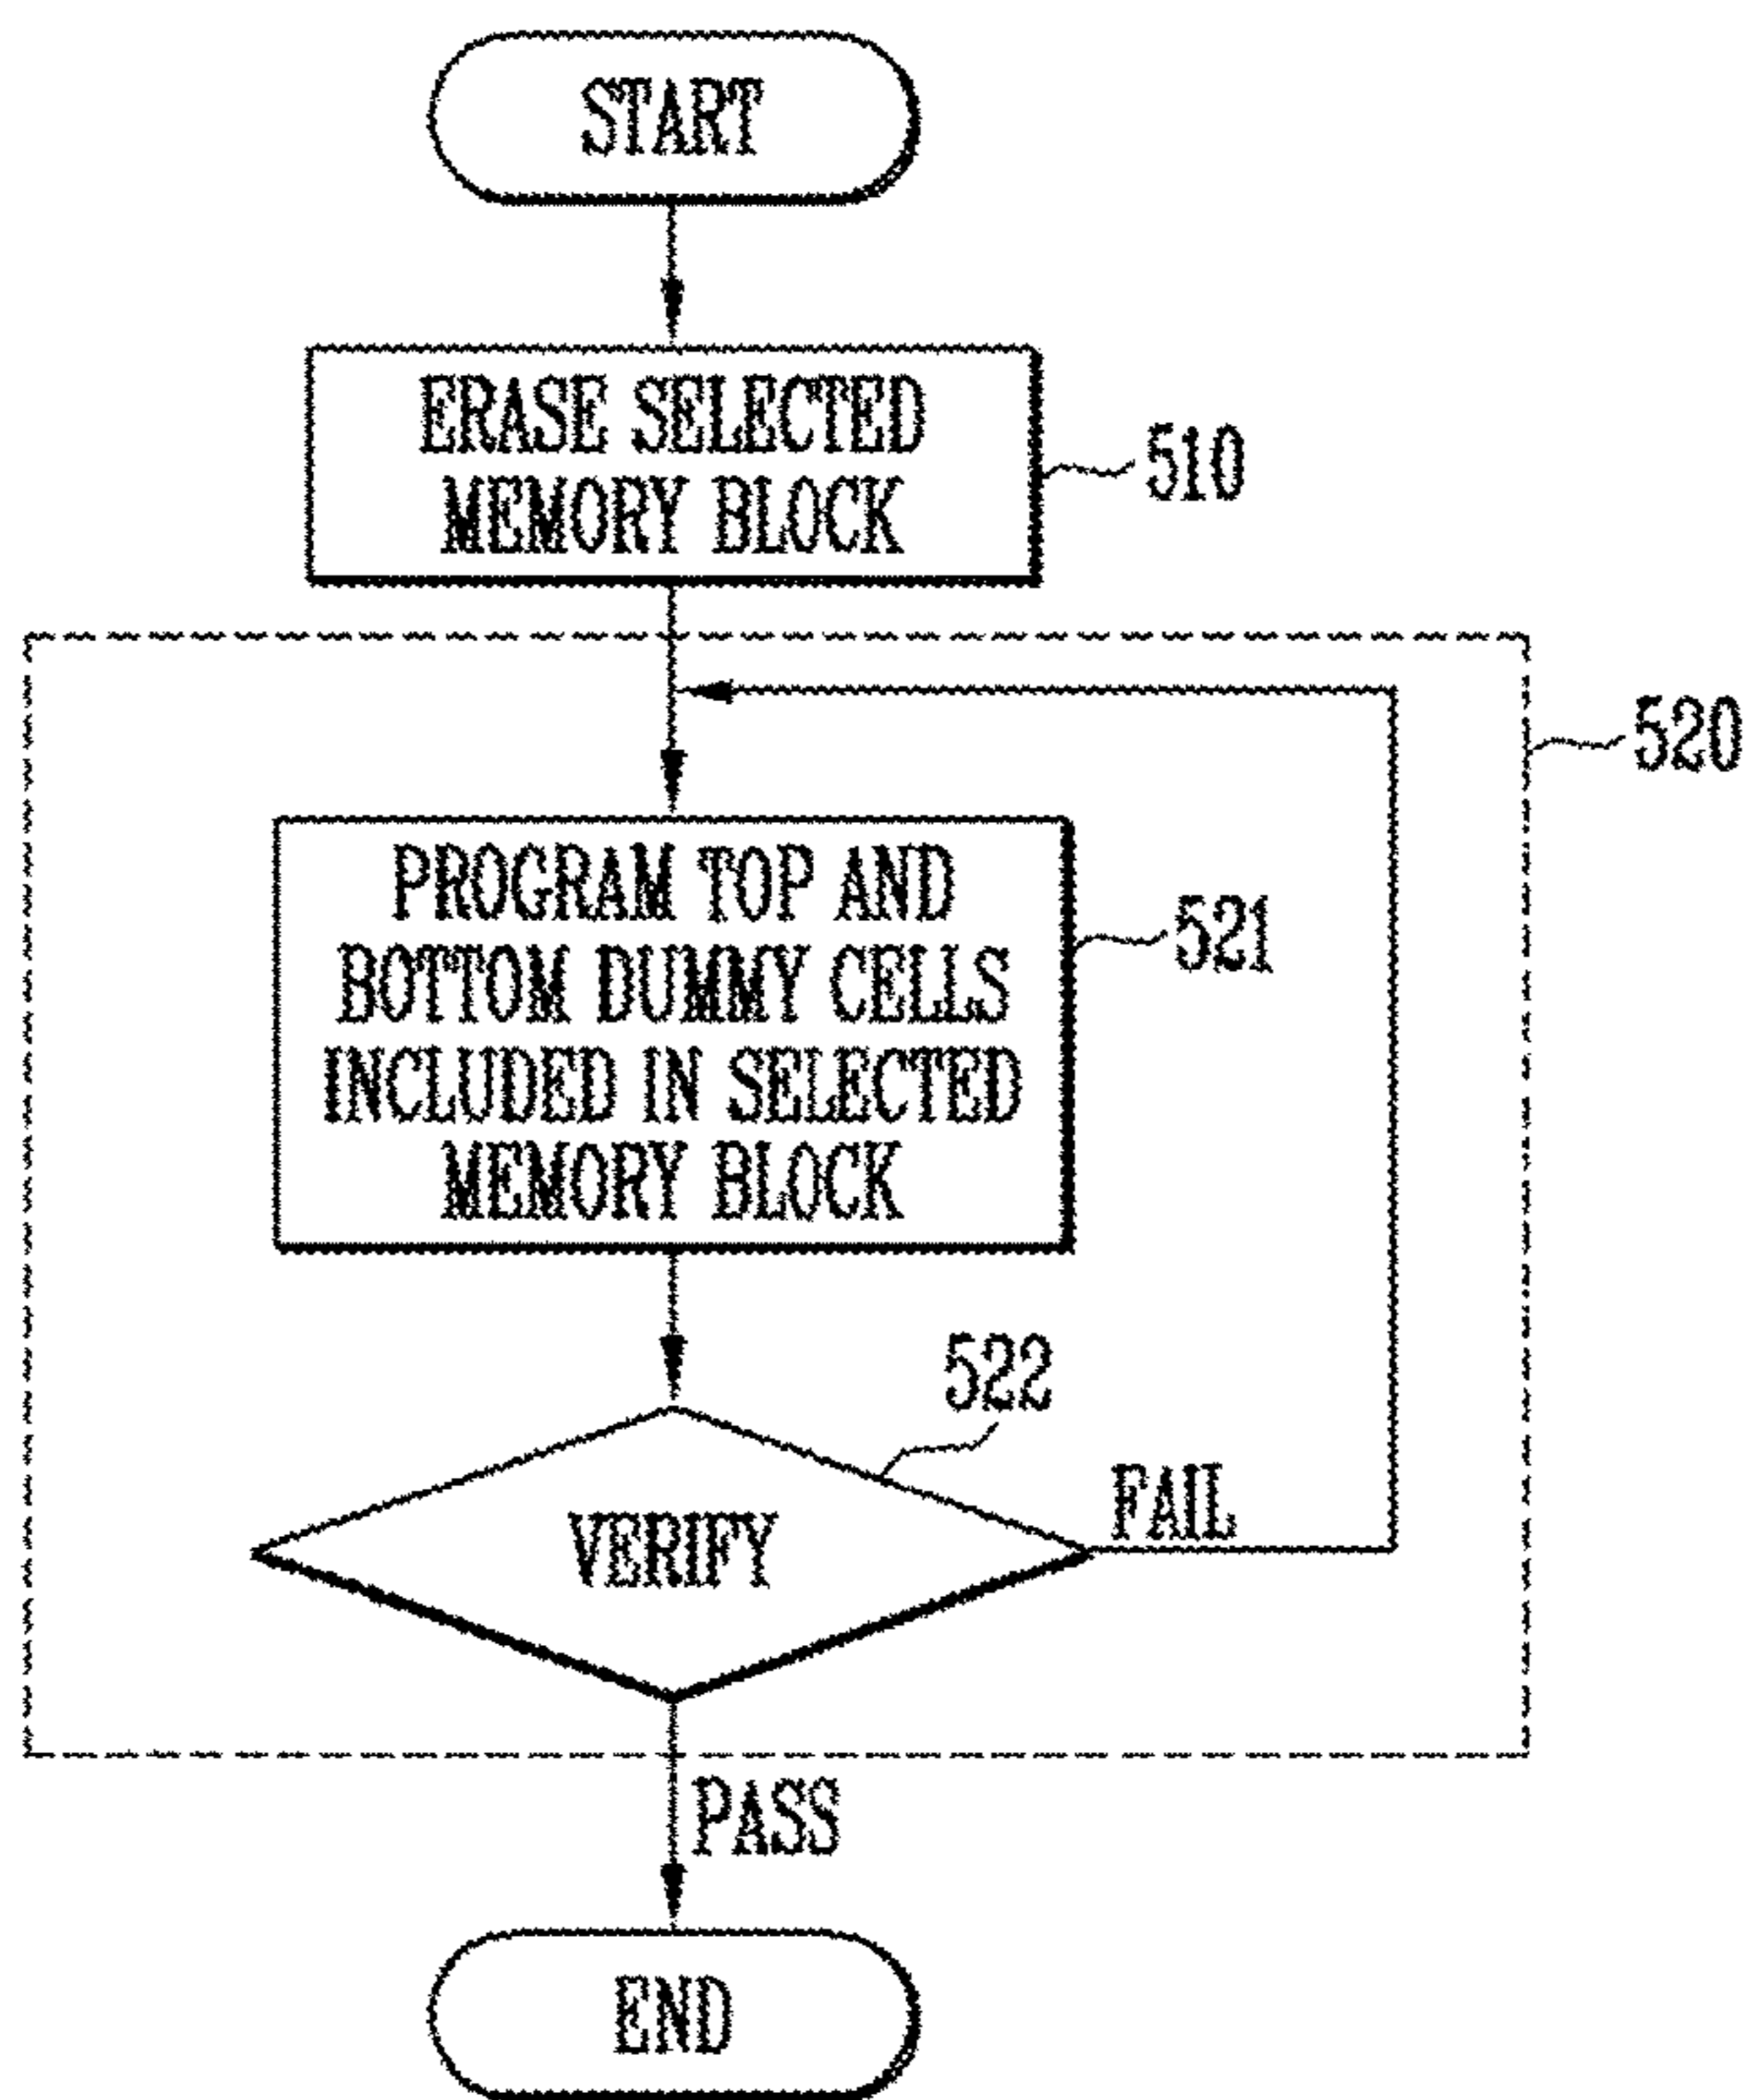 START
ERASE SELECTED
MEMORY BLOCK
510
520
PROGRAM TOP AND
BOTTOM DUMMY CELLS
INCLUDED IN SELECTED
MEMORY BLOCK
521
522
VERIFY
FAIL
PASS
END